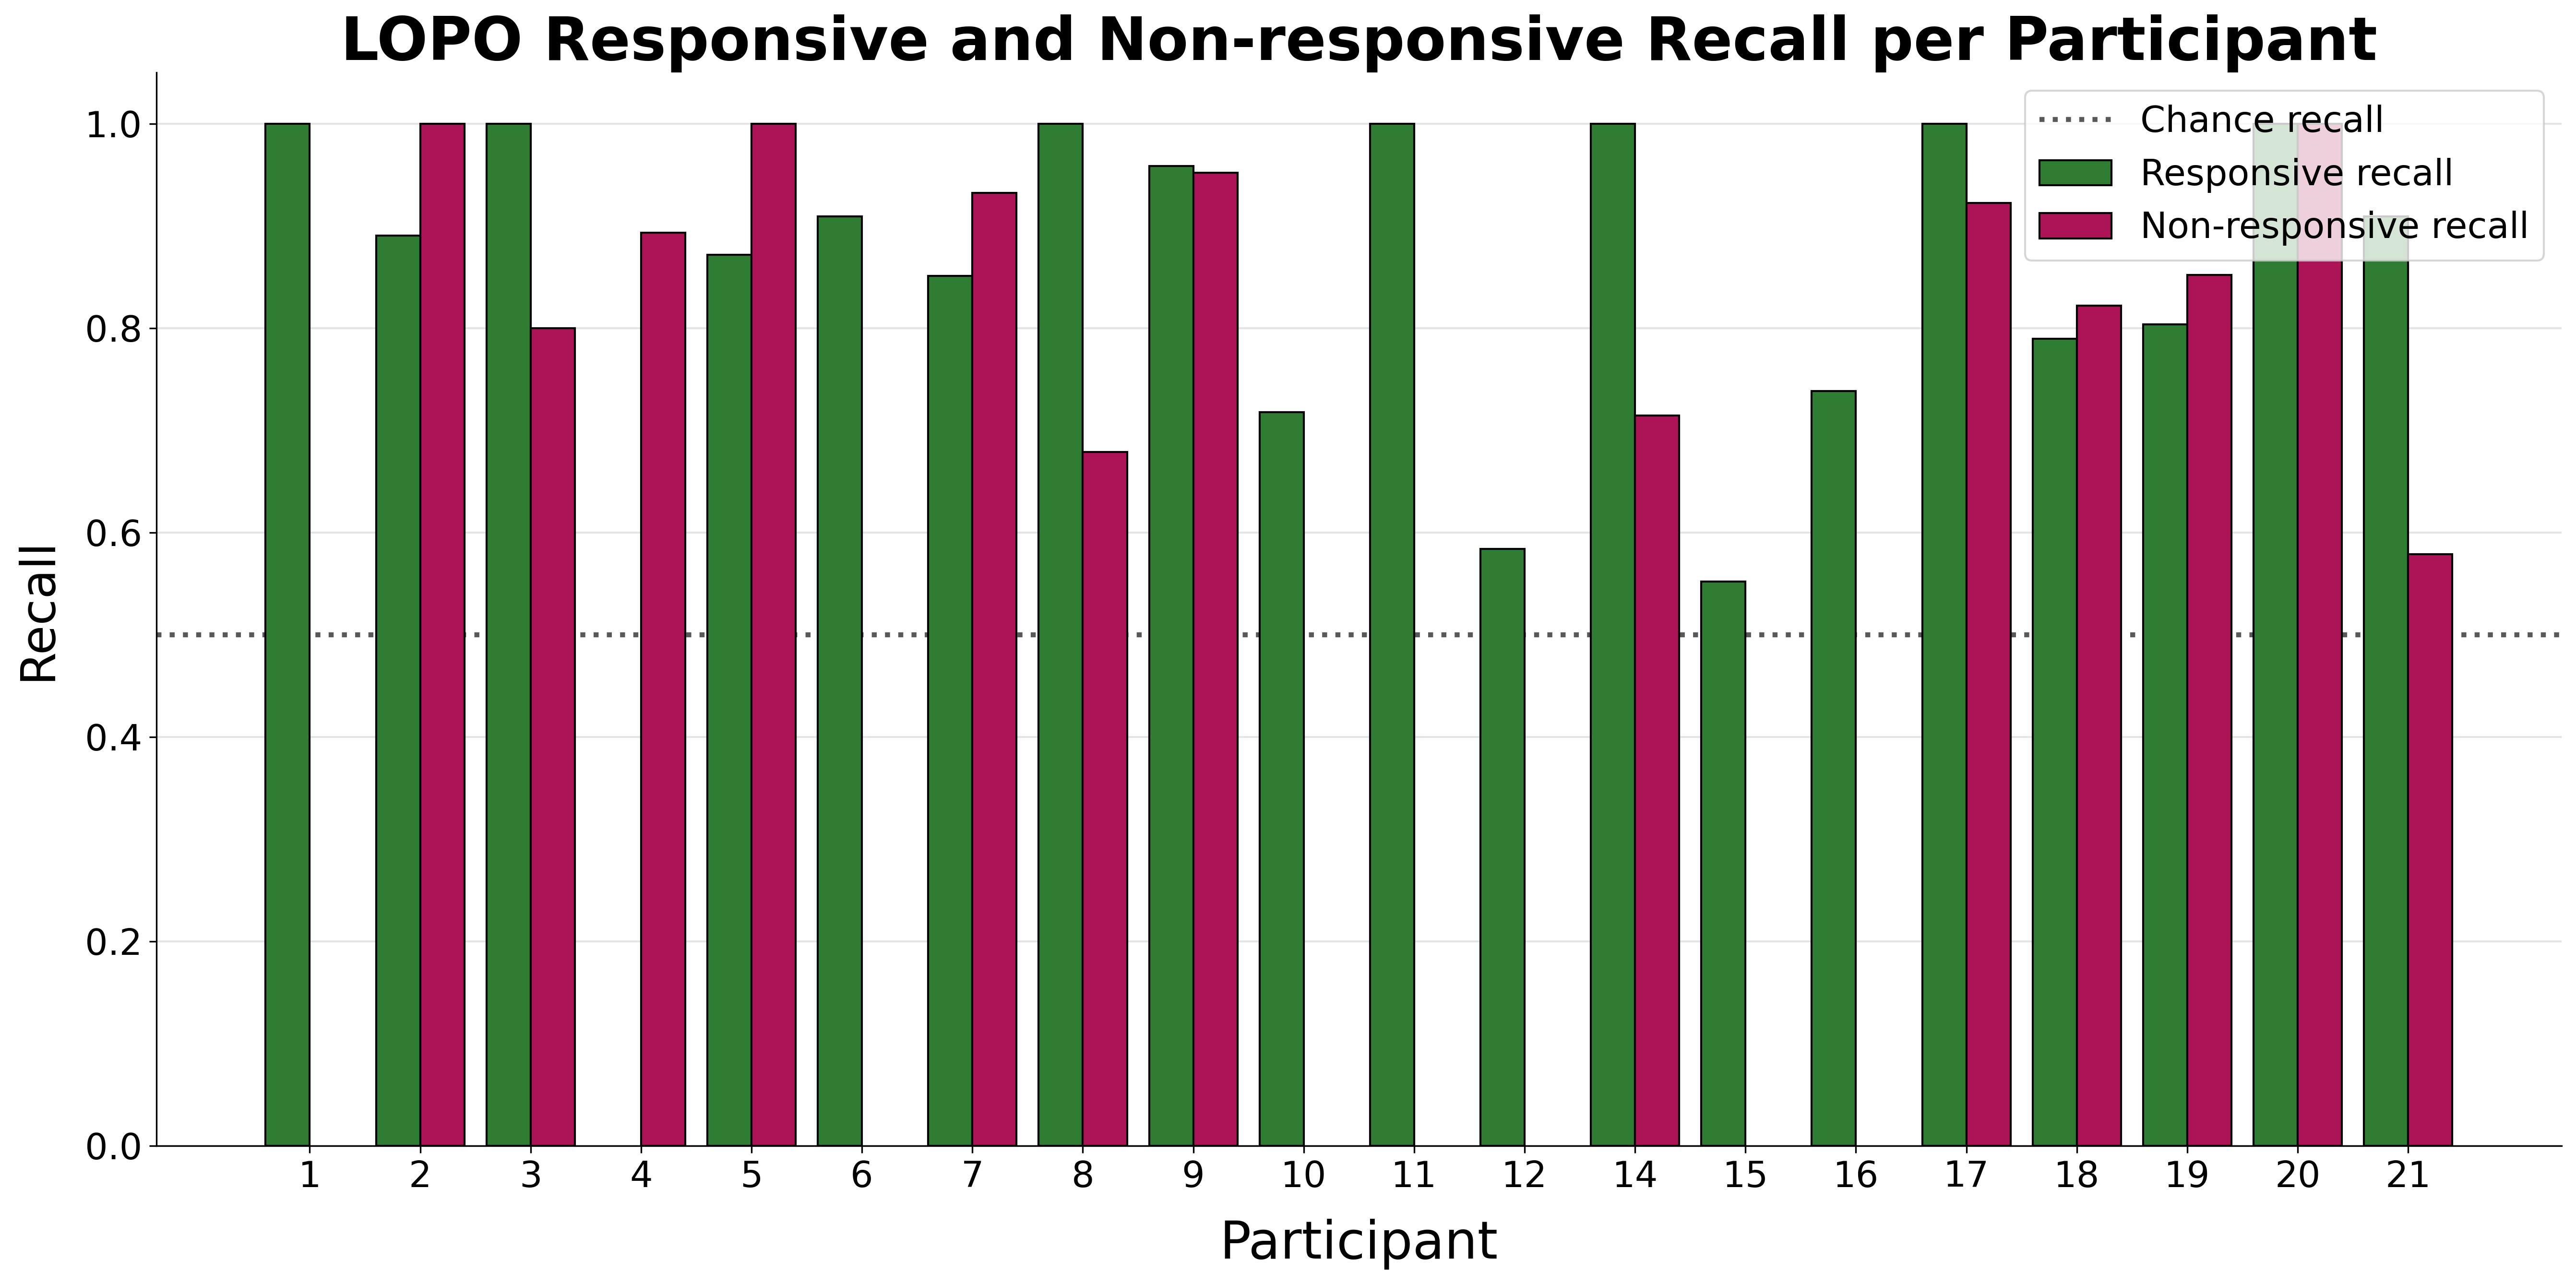 LOPO Responsive and Non-responsive Recall per Participant
Chance recall
Responsive recall
Non-responsive recall
Recall
1.0
0.8
0.6
0.4
0.2
0.0
1 2 3 4 5 6 7 8 9 10 11 12 14 15 16 17 18 19 20 21
Participant